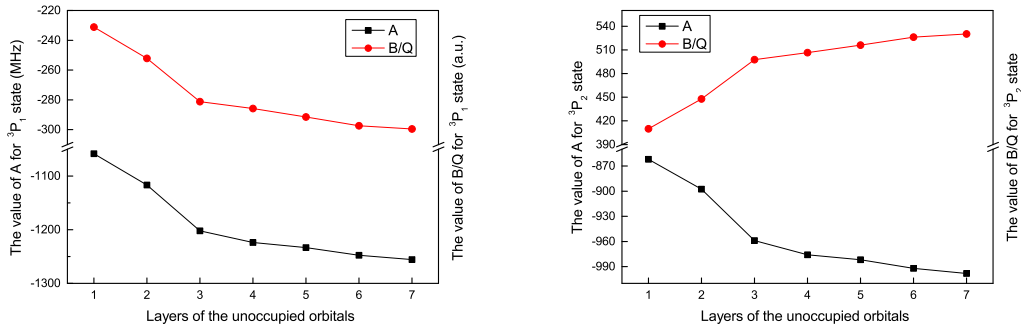 The value of A for ³P₁ state (MHz)
-220
-240
-260
-280
-300
-1100
-1200
-1300
A
B/Q
1 2 3 4 5 6 7
Layers of the unoccupied orbitals
The value of B/Q for ³P₁ state (a.u.)
The value of A for ³P₂ state
540
510
480
450
420
390
-870
-900
-930
-960
-990
A
B/Q
1 2 3 4 5 6 7
Layers of the unoccupied orbitals
The value of B/Q for ³P₂ state